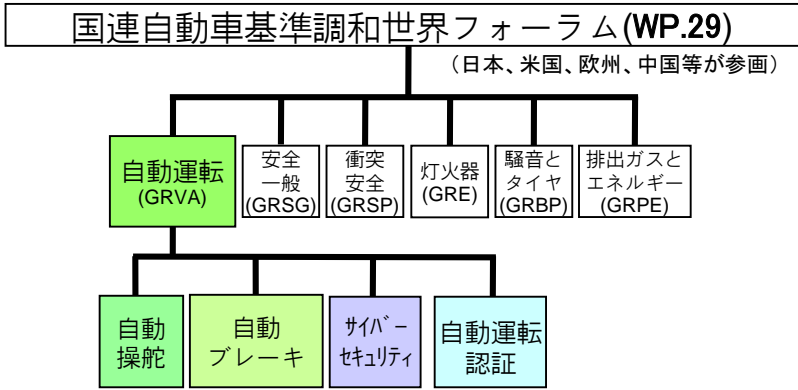 国連自動車基準調和世界フォーラム(WP.29)
（日本、米国、欧州、中国等が参画）
自動運転
(GRVA)
安全
一般
(GRSG)
衝突
安全
(GRSP)
灯火器
(GRE)
騒音と
タイヤ
(GRBP)
排出ガスと
エネルギー
(GRPE)
自動
操舵
自動
ブレーキ
ｻｲﾊﾞｰ
ｾｷｭﾘﾃｨ
自動運転
認証